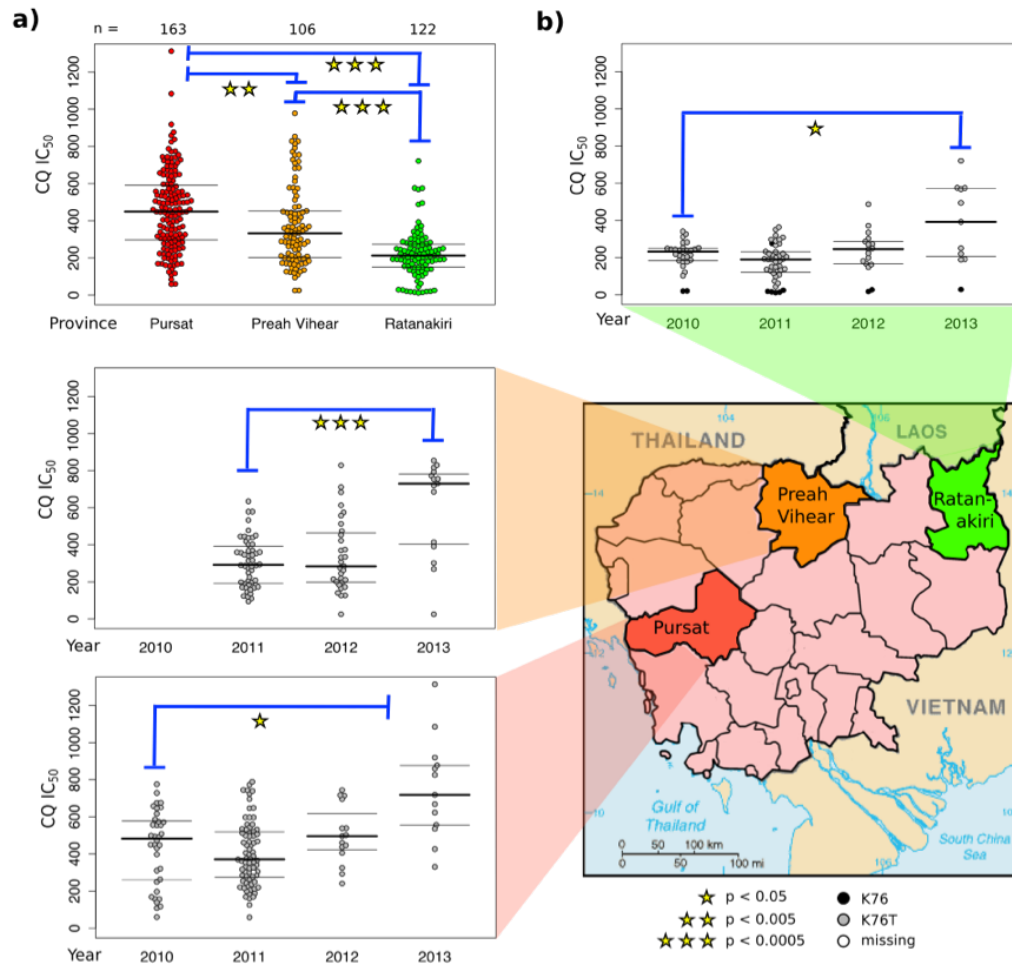 a)
n = 163 106 122
CQ IC50
0 200 400 600 800 1000 1200
Province Pursat Preah Vihear Ratanakiri
b)
CQ IC50
0 200 400 600 800 1000 1200
Year 2010 2011 2012 2013
CQ IC50
0 200 400 600 800 1000 1200
Year 2010 2011 2012 2013
CQ IC50
0 200 400 600 800 1000 1200
Year 2010 2011 2012 2013
104
THAILAND
LAOS
14
14
Preah
Vihear
Ratan-
akiri
Pursat
12
VIETNAM
Gulf of
Thailand
10
South China
Sea
0 50 100 km
0 50 100 mi
106
p < 0.05
p < 0.005
p < 0.0005
K76
K76T
missing